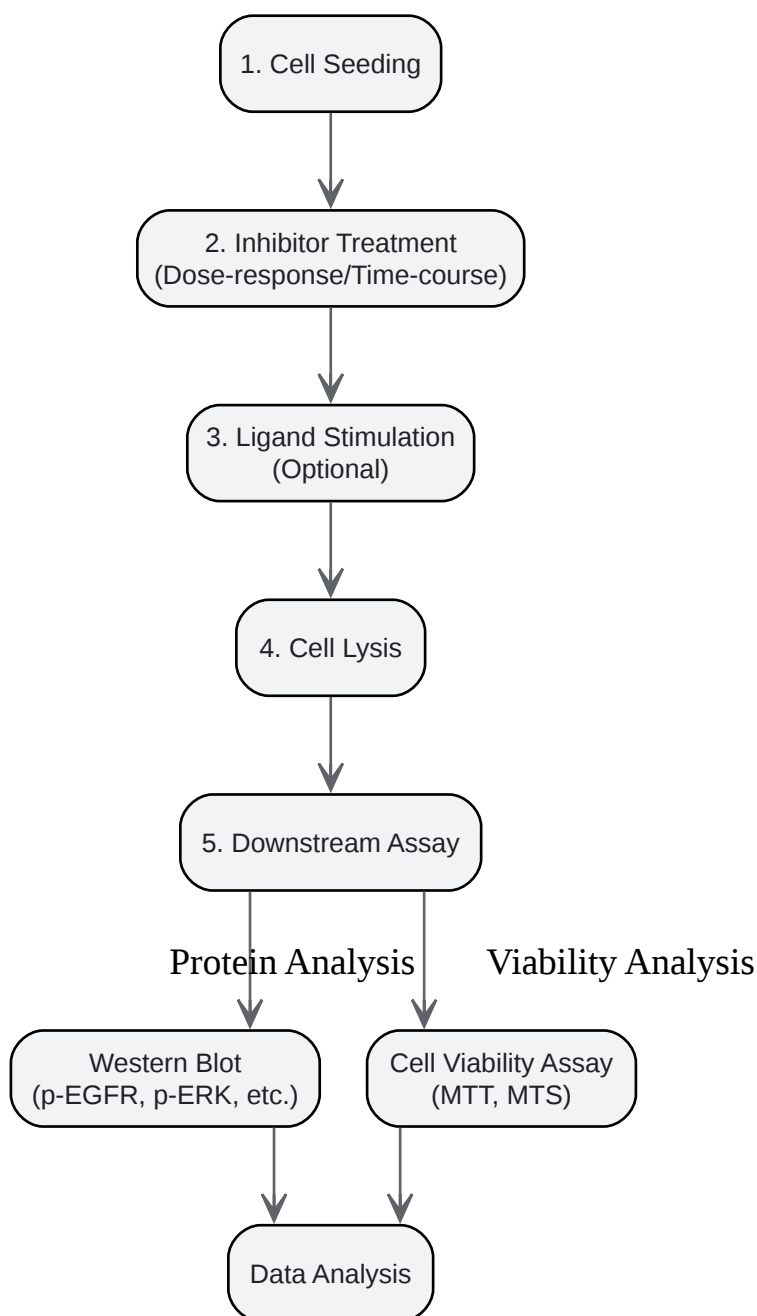 1. Cell Seeding
2. Inhibitor Treatment
(Dose-response/Time-course)
3. Ligand Stimulation
(Optional)
4. Cell Lysis
5. Downstream Assay
Protein Analysis
Viability Analysis
Western Blot
(p-EGFR, p-ERK, etc.)
Cell Viability Assay
(MTT, MTS)
Data Analysis